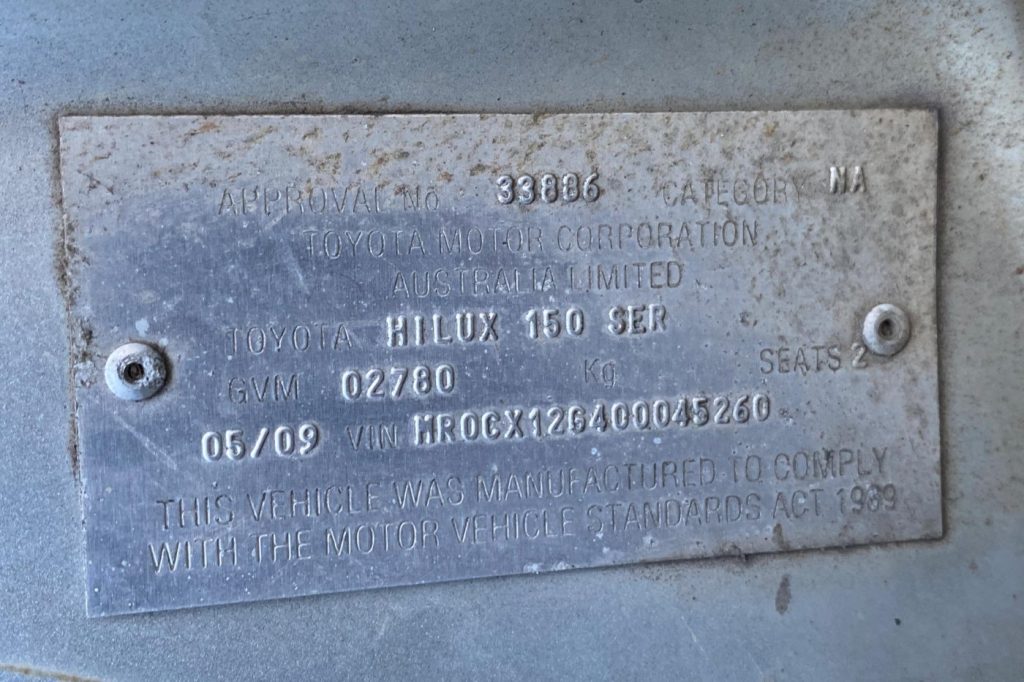 APPROVAL No 33886 CATEGORY NA
TOYOTA MOTOR CORPORATION
AUSTRALIA LIMITED
TOYOTA HILUX 150 SER
GVM 02780 Kg SEATS 2
05/09 VIN MR0CX12G400045260
THIS VEHICLE WAS MANUFACTURED TO COMPLY
WITH THE MOTOR VEHICLE STANDARDS ACT 1989